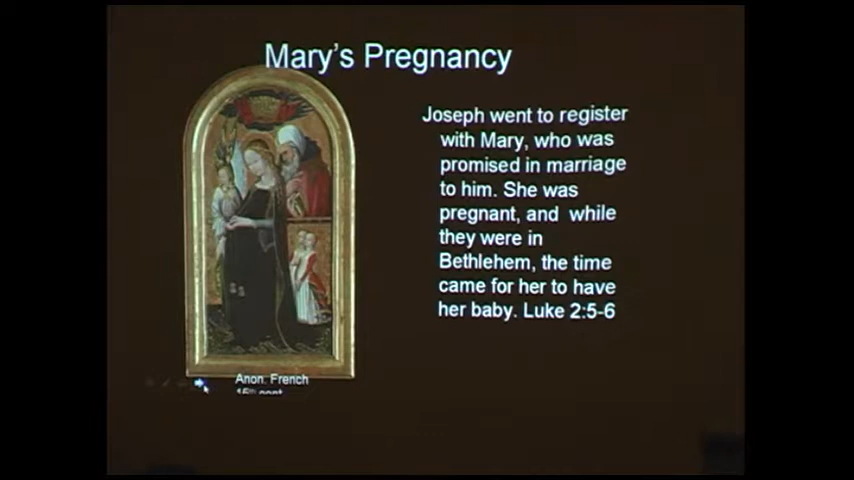 Mary's Pregnancy
Joseph went to register
with Mary, who was
promised in marriage
to him. She was
pregnant, and while
they were in
Bethlehem, the time
came for her to have
her baby. Luke 2:5-6
Anon. French